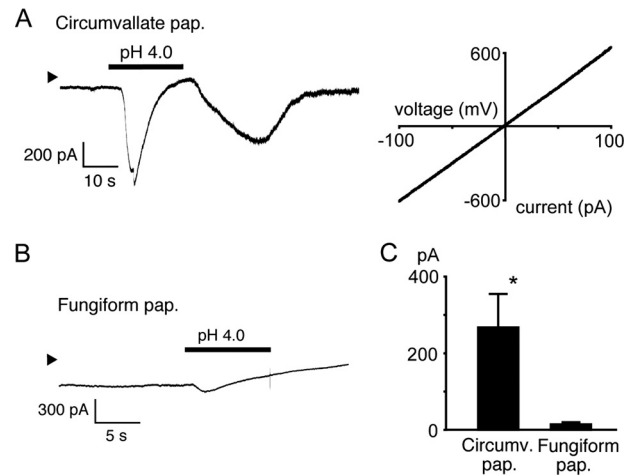 A
Circumvallate pap.
pH 4.0
200 pA
10 s
600
voltage (mV)
-100
100
-600
current (pA)
B
Fungiform pap.
pH 4.0
300 pA
5 s
C
pA
400
*
200
0
Circumv. Fungiform
pap. pap.